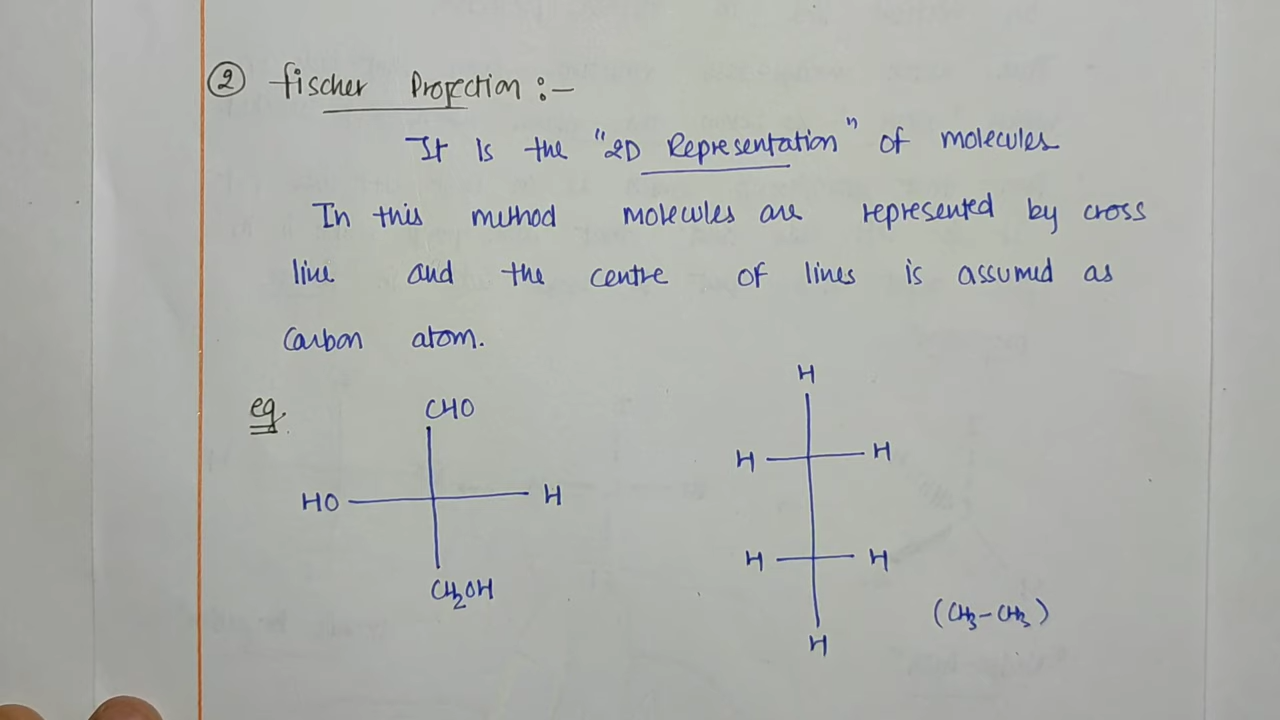 ② Fischer Projection :-
It is the "2D Representation" of molecules
In this method molecules are represented by cross
line and the centre of lines is assumed as
Carbon atom.
eg.
CHO
HO H
CH₂OH
H
H H
H H
H
(CH₃-CH₃)